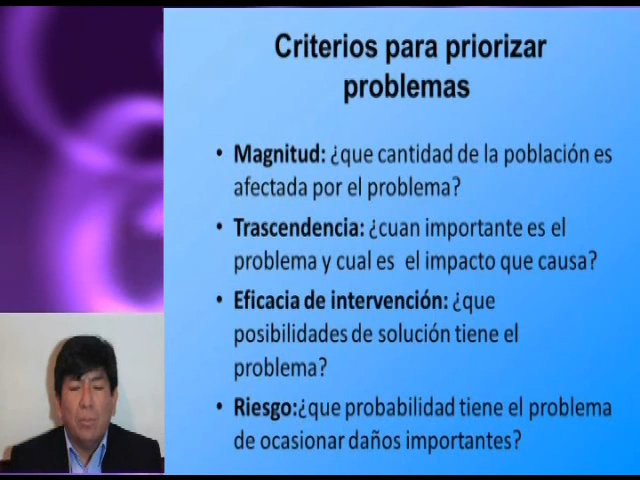 Criterios para priorizar
problemas
• Magnitud: ¿que cantidad de la población es
afectada por el problema?
• Trascendencia: ¿cuan importante es el
problema y cual es el impacto que causa?
• Eficacia de intervención: ¿que
posibilidades de solución tiene el
problema?
• Riesgo:¿que probabilidad tiene el problema
de ocasionar daños importantes?